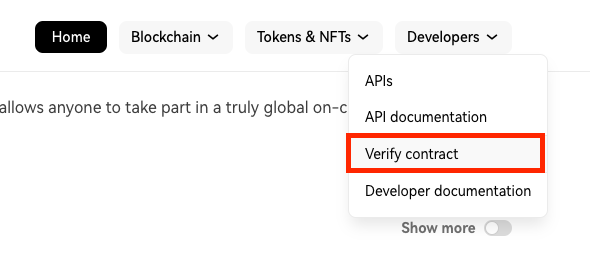 Home Blockchain Tokens & NFTs Developers
APIs
allows anyone to take part in a truly global on-c
API documentation
Verify contract
Developer documentation
Show more